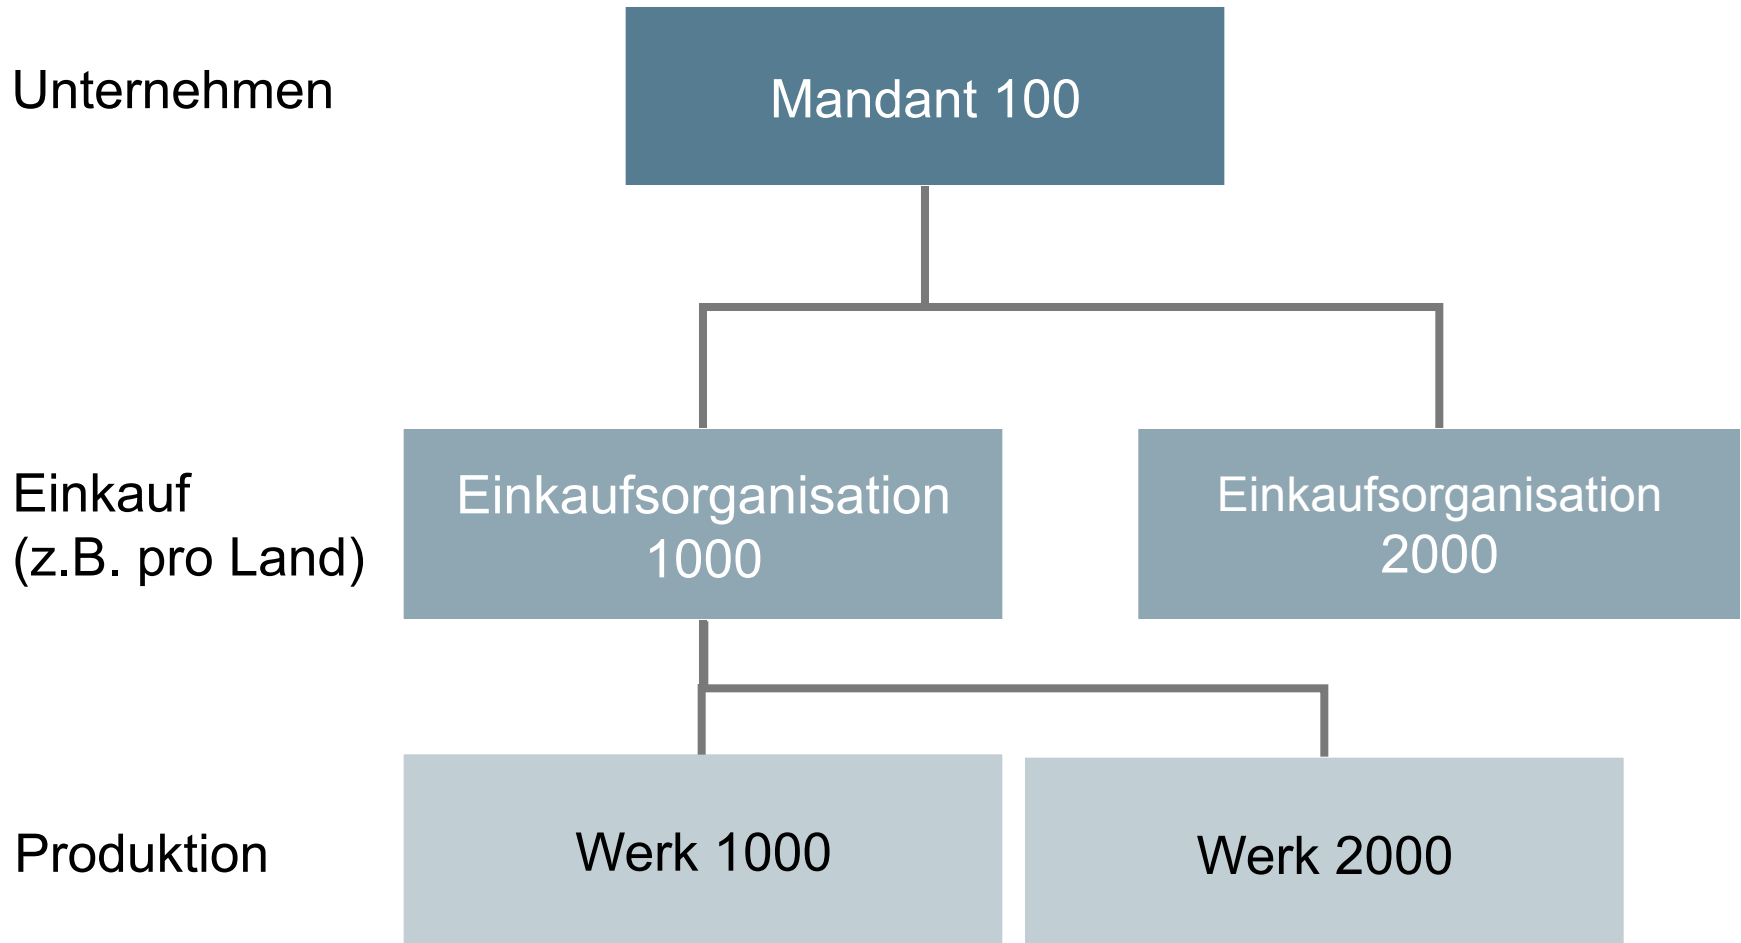 Unternehmen
Mandant 100
Einkauf
(z.B. pro Land)
Einkaufsorganisation
1000
Einkaufsorganisation
2000
Produktion
Werk 1000
Werk 2000